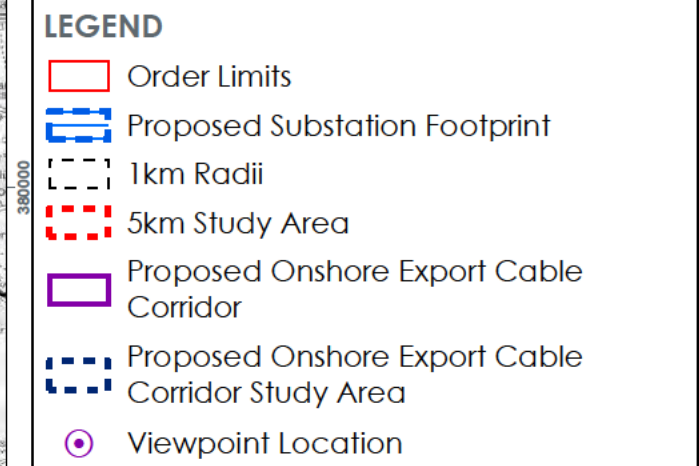 LEGEND
Order Limits
Proposed Substation Footprint
1km Radii
380000
5km Study Area
Proposed Onshore Export Cable
Corridor
Proposed Onshore Export Cable
Corridor Study Area
Viewpoint Location